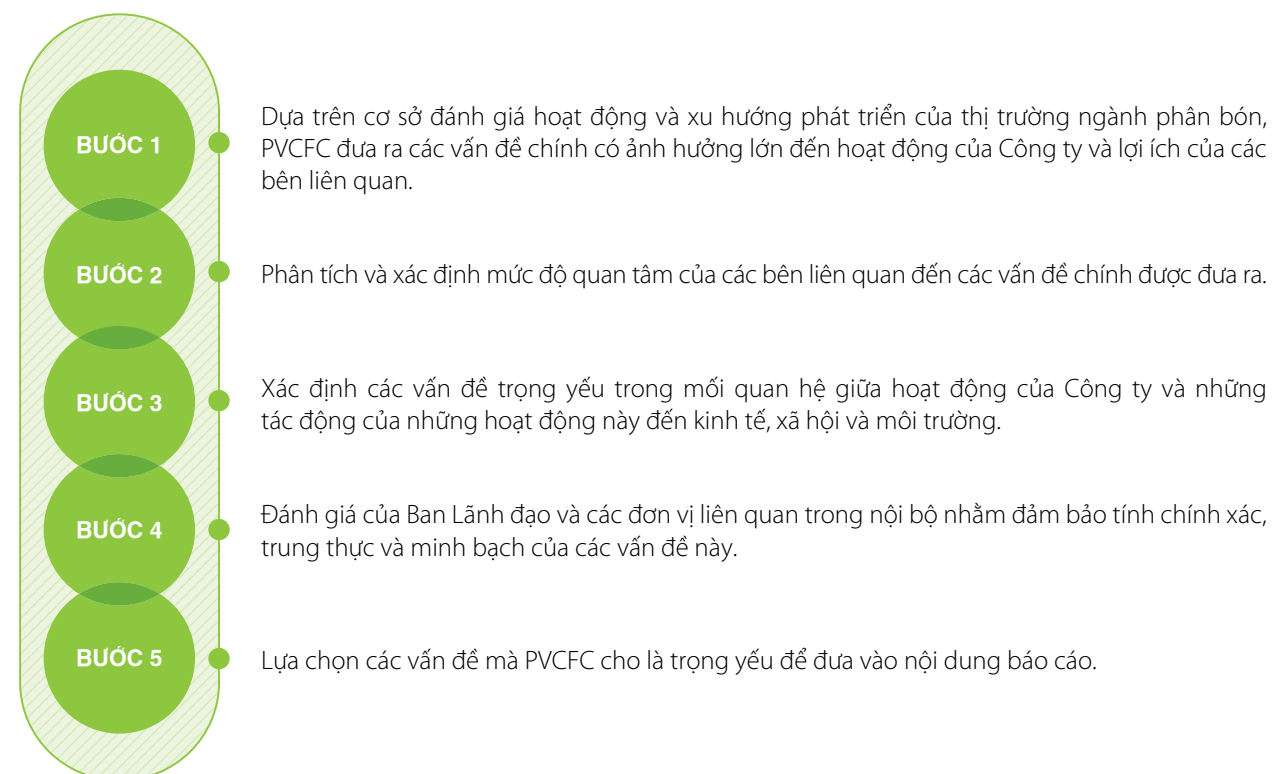 BƯỚC 1
Dựa trên cơ sở đánh giá hoạt động và xu hướng phát triển của thị trường ngành phân bón,
PVCFC đưa ra các vấn đề chính có ảnh hưởng lớn đến hoạt động của Công ty và lợi ích của các
bên liên quan.
BƯỚC 2
Phân tích và xác định mức độ quan tâm của các bên liên quan đến các vấn đề chính được đưa ra.
BƯỚC 3
Xác định các vấn đề trọng yếu trong mối quan hệ giữa hoạt động của Công ty và những
tác động của những hoạt động này đến kinh tế, xã hội và môi trường.
BƯỚC 4
Đánh giá của Ban Lãnh đạo và các đơn vị liên quan trong nội bộ nhằm đảm bảo tính chính xác,
trung thực và minh bạch của các vấn đề này.
BƯỚC 5
Lựa chọn các vấn đề mà PVCFC cho là trọng yếu để đưa vào nội dung báo cáo.